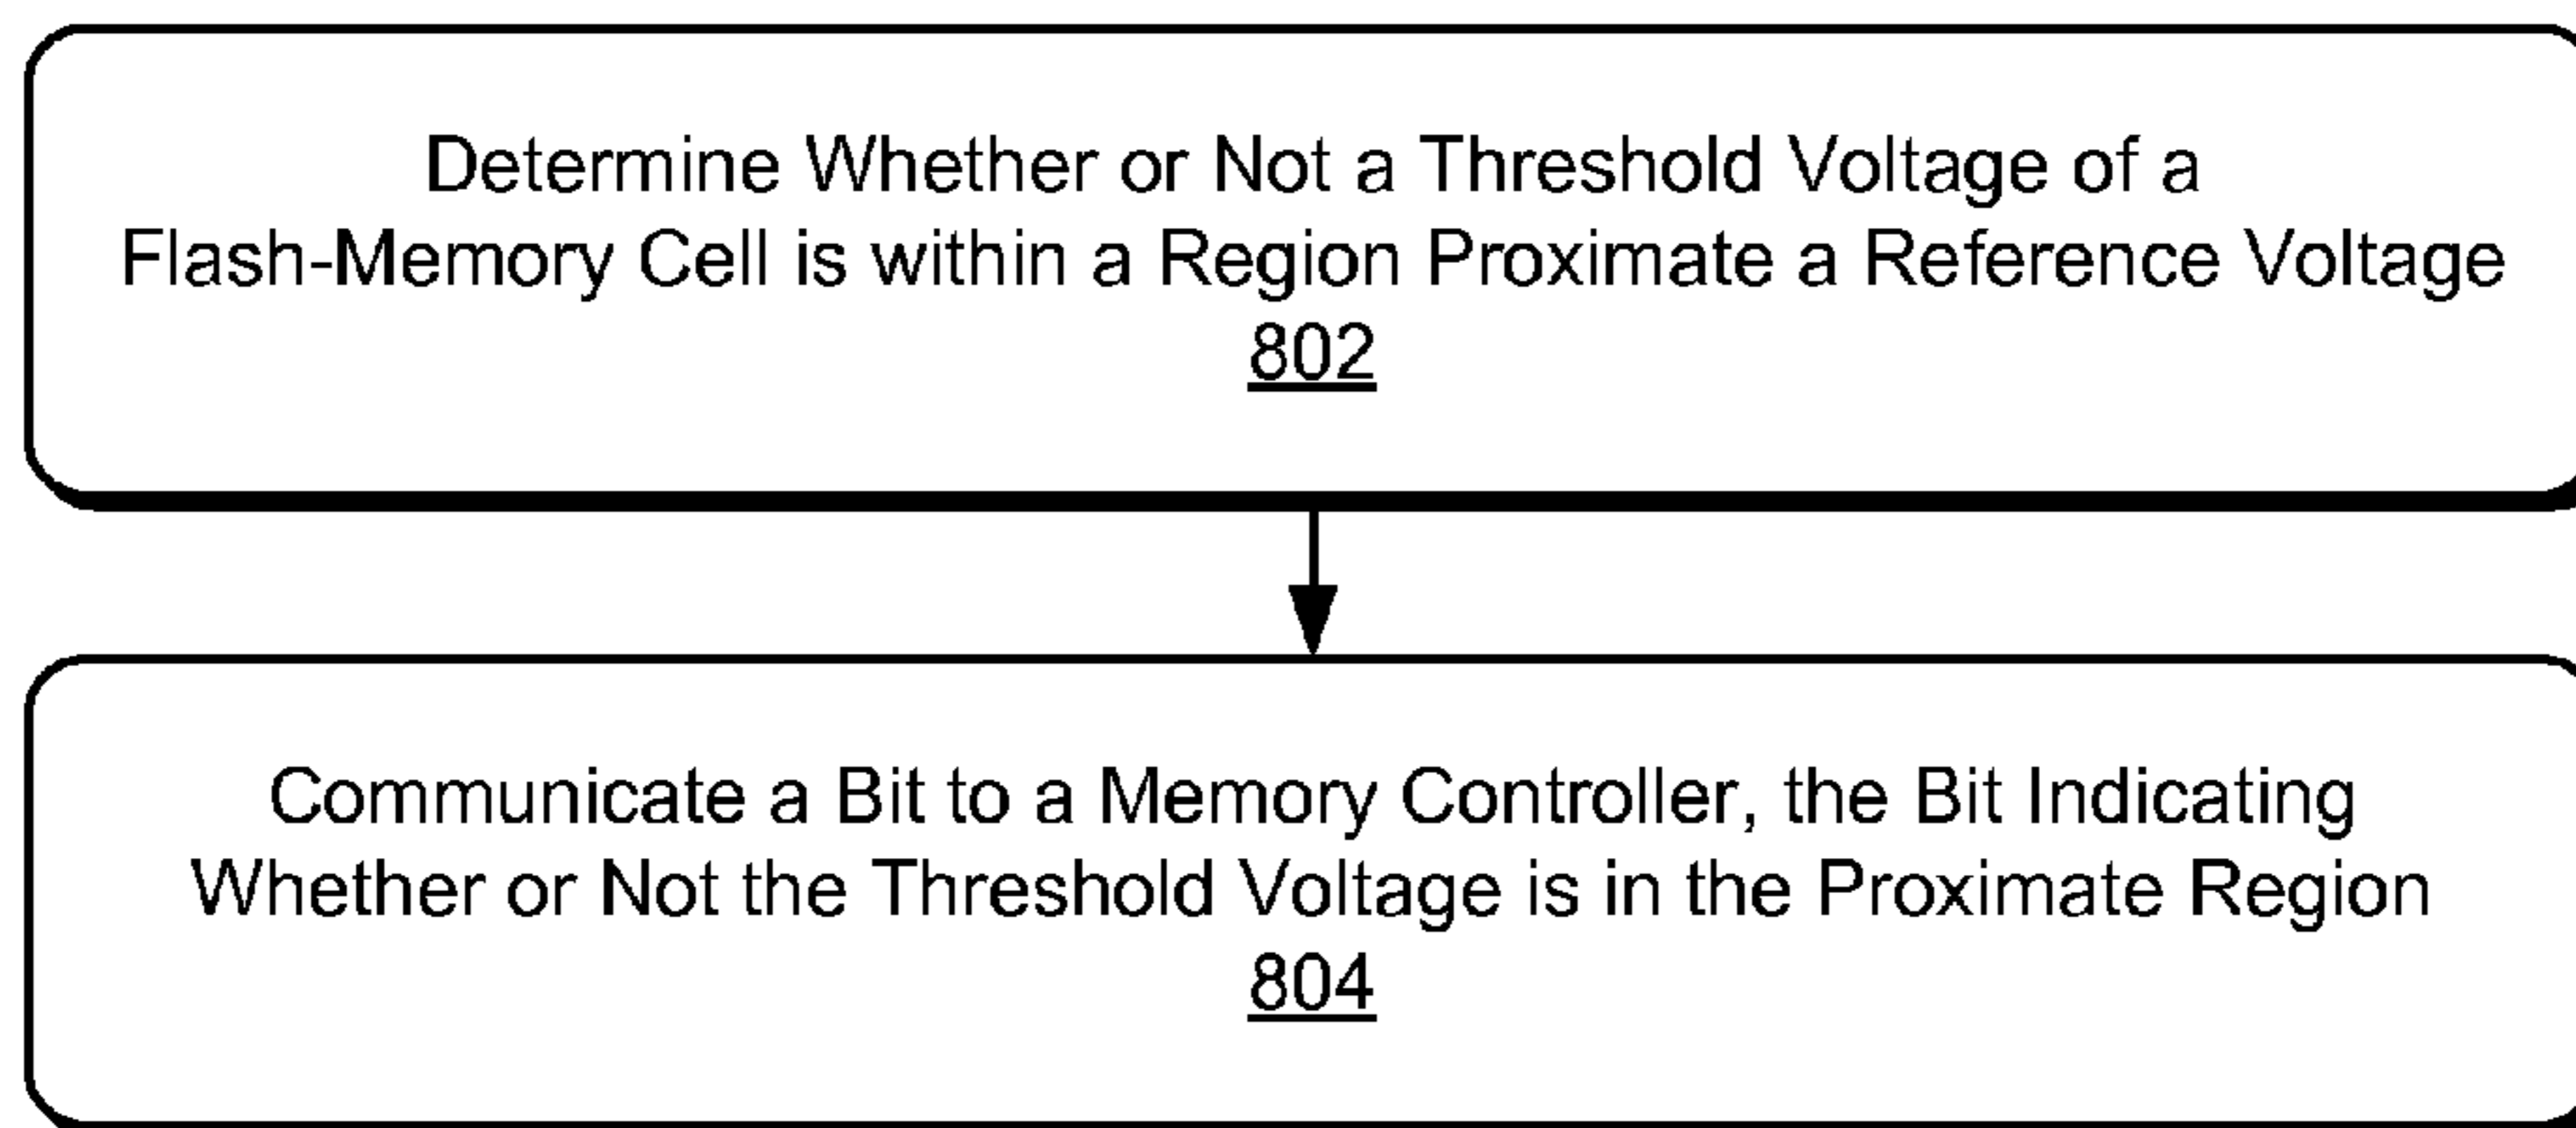 Determine Whether or Not a Threshold Voltage of a
Flash-Memory Cell is within a Region Proximate a Reference Voltage
802
Communicate a Bit to a Memory Controller, the Bit Indicating
Whether or Not the Threshold Voltage is in the Proximate Region
804